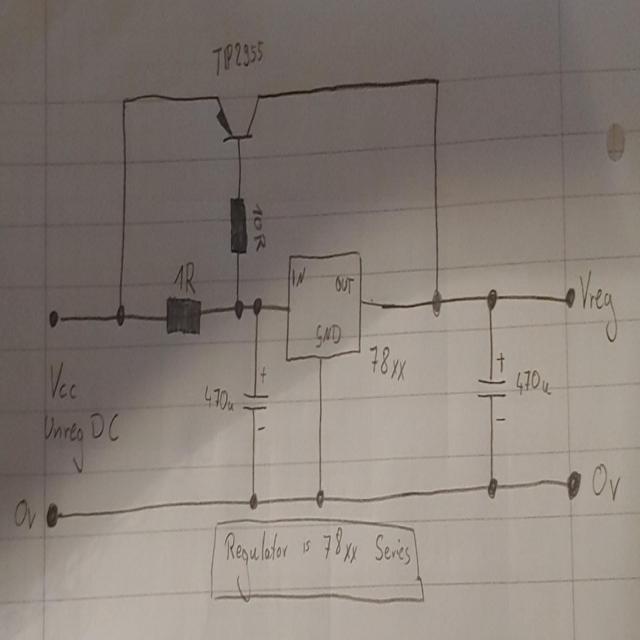 TIP2955
10R
1R
IN
OUT
GND
78xx
Vreg
Vcc
Unreg DC
470u
+
-
470u
+
-
0v
0v
Regulator is 78xx Series